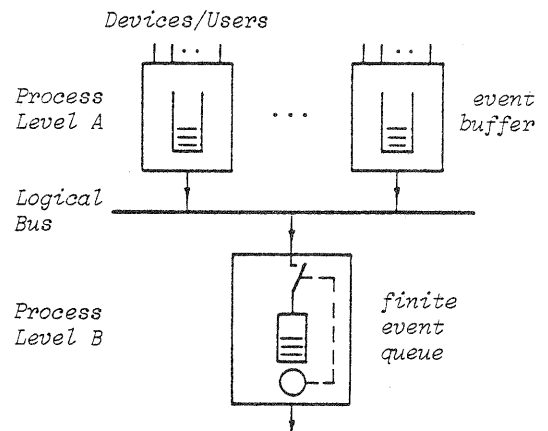 Devices/Users
Process
Level A
event
buffer
Logical
Bus
Process
Level B
finite
event
queue